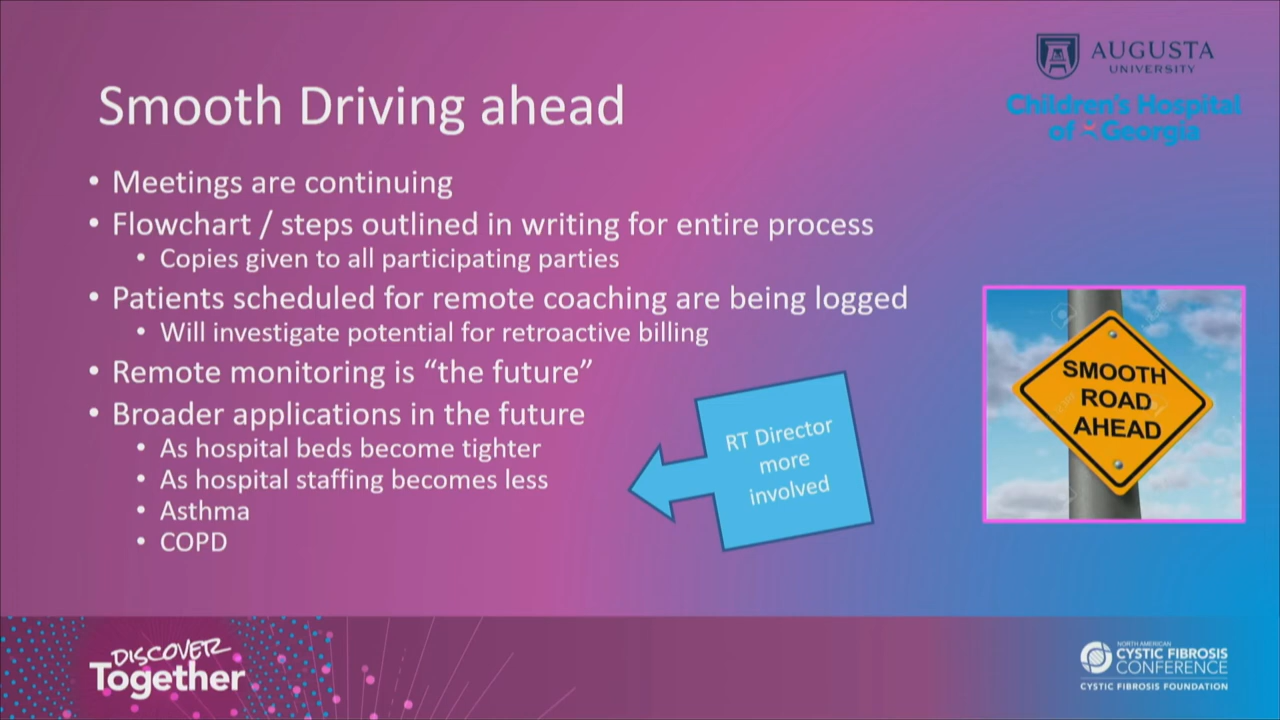 AUGUSTA
UNIVERSITY
Children's Hospital
of Georgia
Smooth Driving ahead
• Meetings are continuing
• Flowchart / steps outlined in writing for entire process
• Copies given to all participating parties
• Patients scheduled for remote coaching are being logged
• Will investigate potential for retroactive billing
• Remote monitoring is “the future”
• Broader applications in the future
• As hospital beds become tighter
• As hospital staffing becomes less
• Asthma
• COPD
RT Director
more
involved
SMOOTH
ROAD
AHEAD
DISCOVER
Together
NORTH AMERICAN
CYSTIC FIBROSIS
CONFERENCE
CYSTIC FIBROSIS FOUNDATION